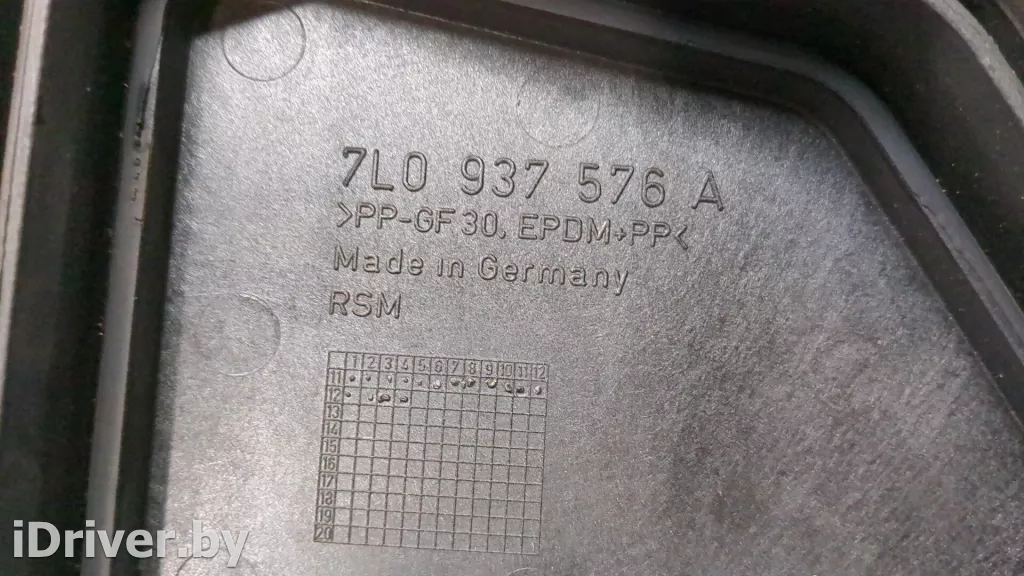 7L0 937 576 A
>PP-GF30, EPDM+PP<
Made in Germany
RSM
1 2 3 4 5 6 7 8 9 10 11 12
11
12
13
14
15
16
17
18
19
20
iDriver.by